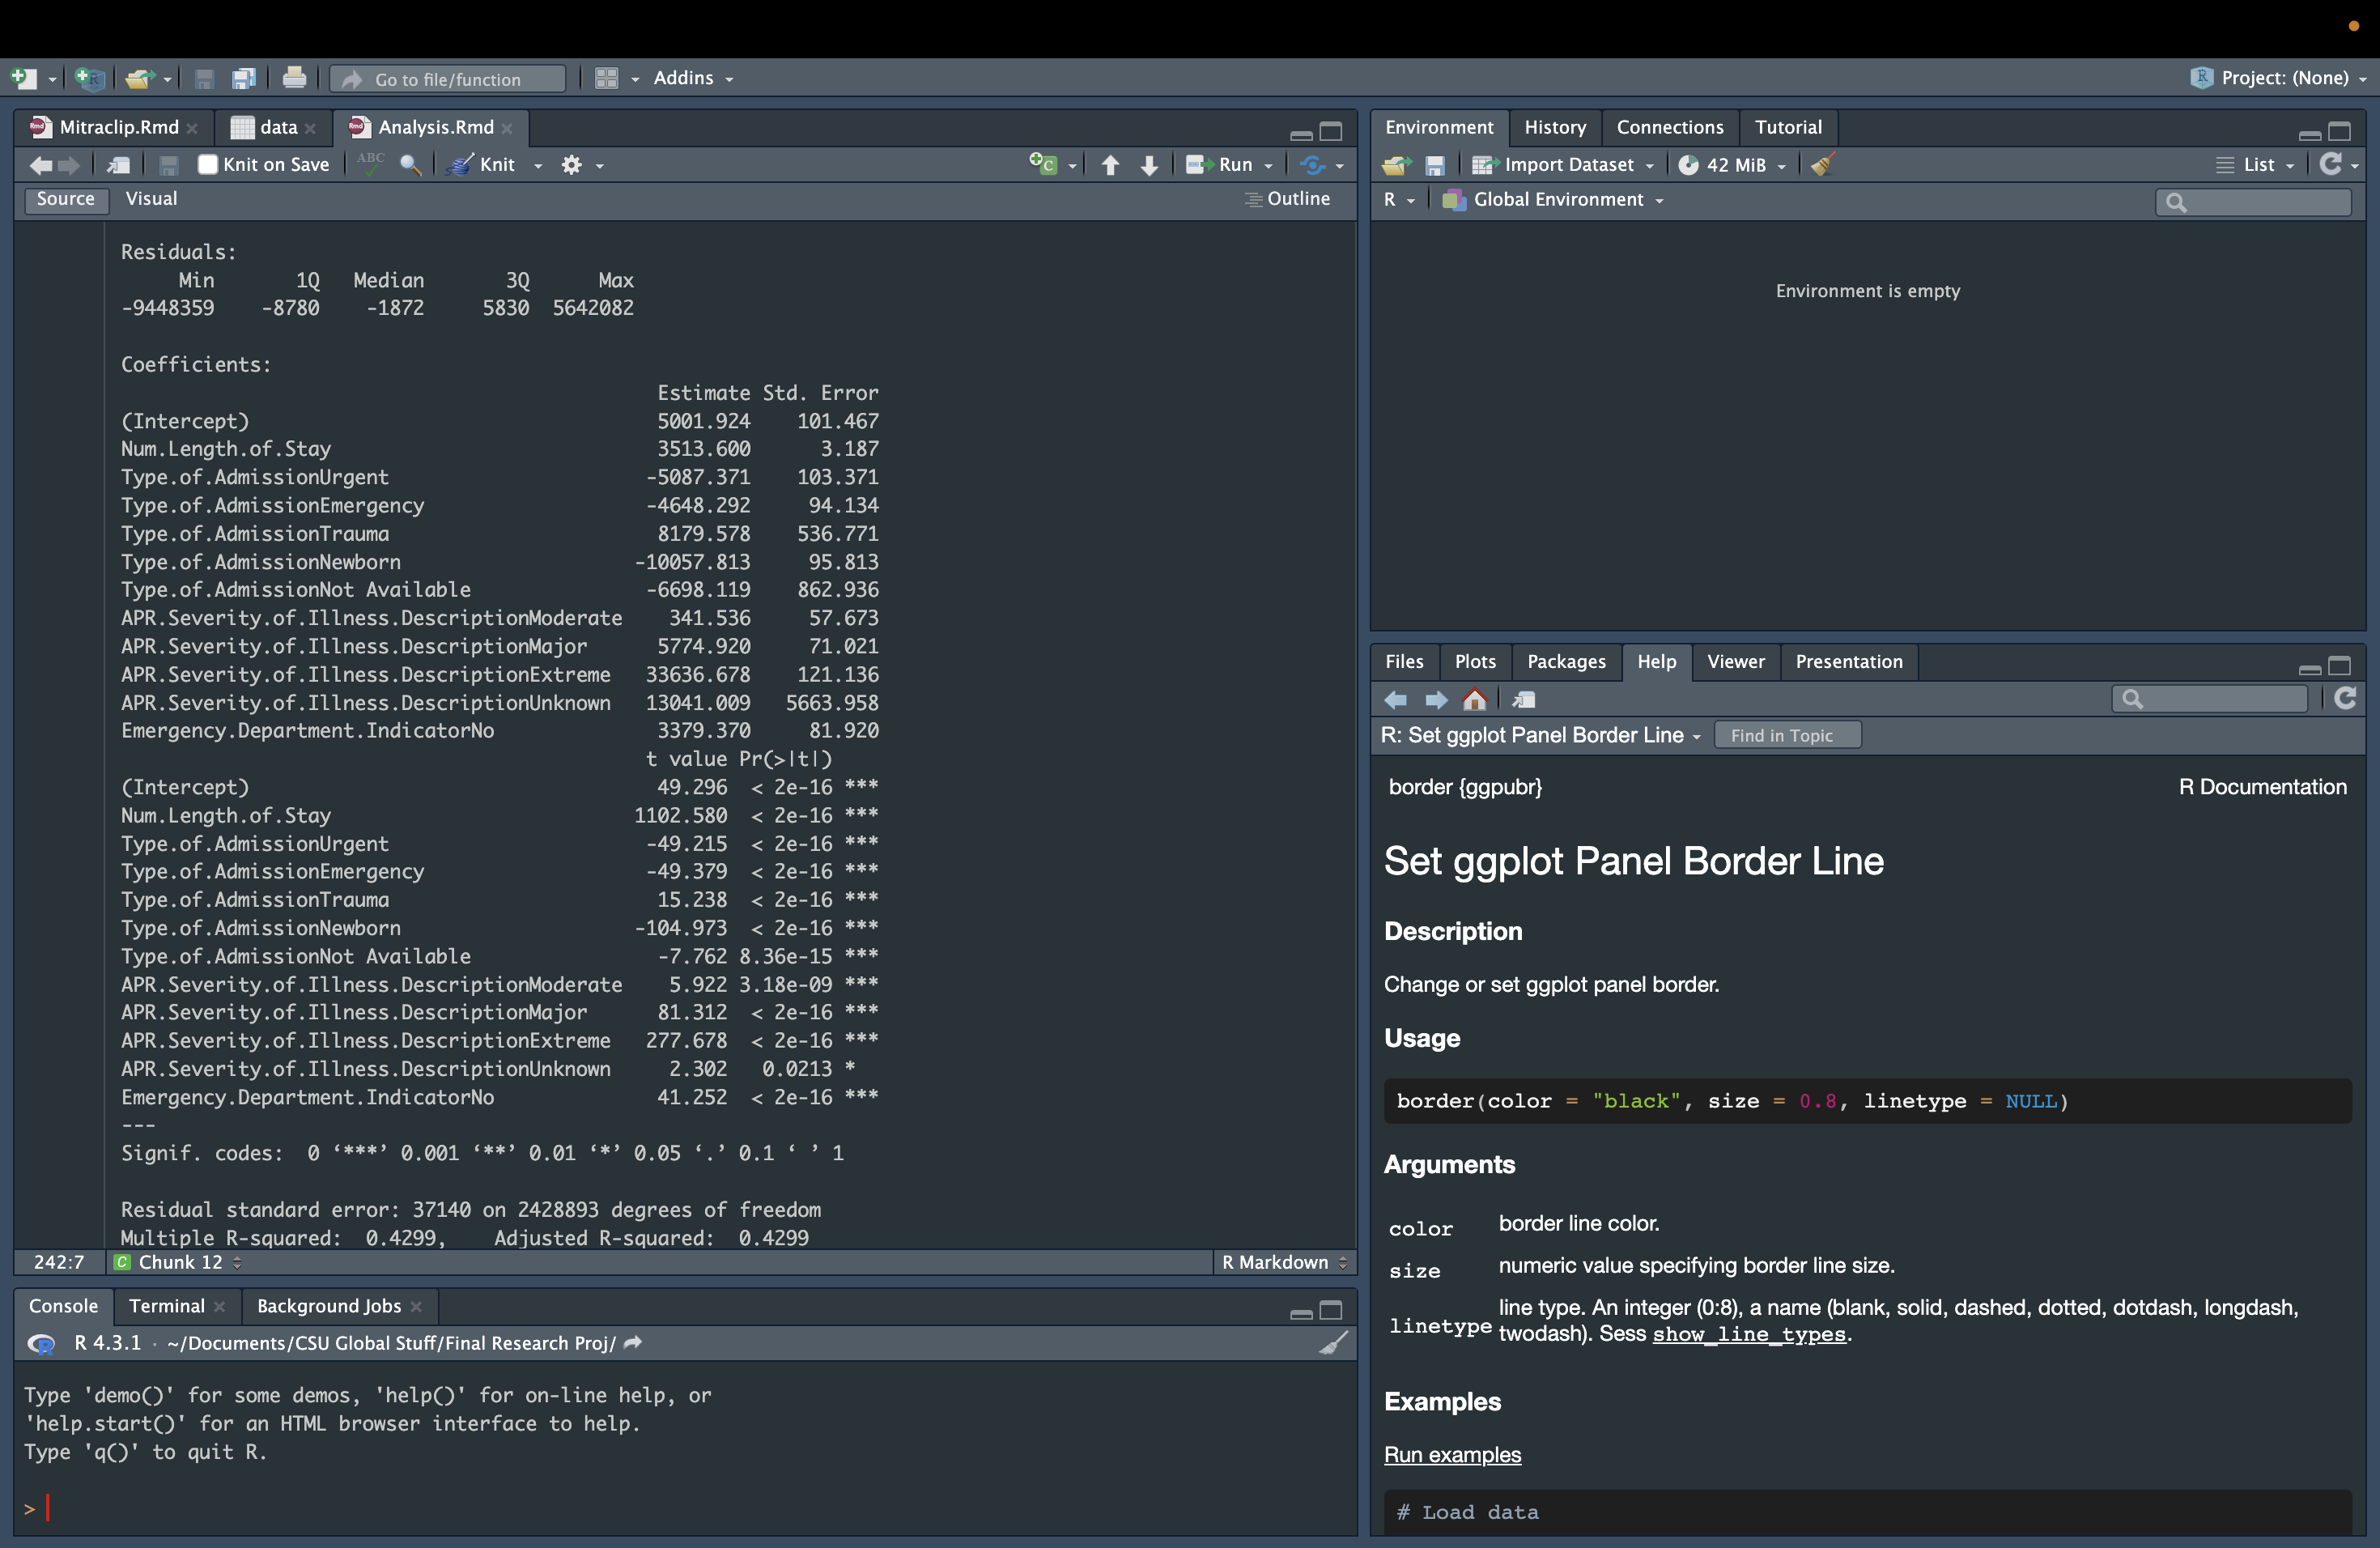 Go to file/function
Addins
Project: (None)
Mitraclip.Rmd
data
Analysis.Rmd
Knit on Save
ABC
Knit
Run
Source
Visual
Outline
Residuals:
     Min       1Q   Median       3Q      Max
-9448359    -8780    -1872     5830  5642082
Coefficients:
Estimate Std. Error
(Intercept) 5001.924 101.467
Num.Length.of.Stay 3513.600 3.187
Type.of.AdmissionUrgent -5087.371 103.371
Type.of.AdmissionEmergency -4648.292 94.134
Type.of.AdmissionTrauma 8179.578 536.771
Type.of.AdmissionNewborn -10057.813 95.813
Type.of.AdmissionNot Available -6698.119 862.936
APR.Severity.of.Illness.DescriptionModerate 341.536 57.673
APR.Severity.of.Illness.DescriptionMajor 5774.920 71.021
APR.Severity.of.Illness.DescriptionExtreme 33636.678 121.136
APR.Severity.of.Illness.DescriptionUnknown 13041.009 5663.958
Emergency.Department.IndicatorNo 3379.370 81.920
t value Pr(>|t|)
(Intercept) 49.296 < 2e-16 ***
Num.Length.of.Stay 1102.580 < 2e-16 ***
Type.of.AdmissionUrgent -49.215 < 2e-16 ***
Type.of.AdmissionEmergency -49.379 < 2e-16 ***
Type.of.AdmissionTrauma 15.238 < 2e-16 ***
Type.of.AdmissionNewborn -104.973 < 2e-16 ***
Type.of.AdmissionNot Available -7.762 8.36e-15 ***
APR.Severity.of.Illness.DescriptionModerate 5.922 3.18e-09 ***
APR.Severity.of.Illness.DescriptionMajor 81.312 < 2e-16 ***
APR.Severity.of.Illness.DescriptionExtreme 277.678 < 2e-16 ***
APR.Severity.of.Illness.DescriptionUnknown 2.302 0.0213 *
Emergency.Department.IndicatorNo 41.252 < 2e-16 ***
---
Signif. codes:  0 ‘***’ 0.001 ‘**’ 0.01 ‘*’ 0.05 ‘.’ 0.1 ‘ ’ 1
Residual standard error: 37140 on 2428893 degrees of freedom
Multiple R-squared:  0.4299,    Adjusted R-squared:  0.4299
242:7
C Chunk 12
R Markdown
Console
Terminal
Background Jobs
R 4.3.1 · ~/Documents/CSU Global Stuff/Final Research Proj/
Type 'demo()' for some demos, 'help()' for on-line help, or
'help.start()' for an HTML browser interface to help.
Type 'q()' to quit R.
>
Environment
History
Connections
Tutorial
Import Dataset
42 MiB
List
R
Global Environment
Environment is empty
Files
Plots
Packages
Help
Viewer
Presentation
R: Set ggplot Panel Border Line
Find in Topic
border {ggpubr}
R Documentation
Set ggplot Panel Border Line
Description
Change or set ggplot panel border.
Usage
border(color = "black", size = 0.8, linetype = NULL)
Arguments
color border line color.
size numeric value specifying border line size.
linetype line type. An integer (0:8), a name (blank, solid, dashed, dotted, dotdash, longdash,
twodash). Sess show_line_types.
Examples
Run examples
# Load data